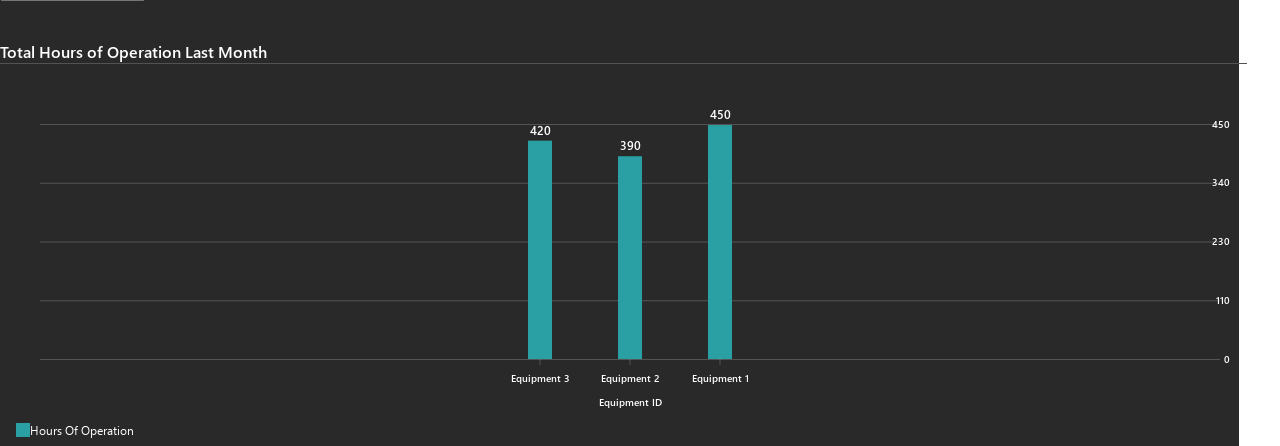 Total Hours of Operation Last Month
450
420
390
450
340
230
110
0
Equipment 3
Equipment 2
Equipment 1
Equipment ID
Hours Of Operation